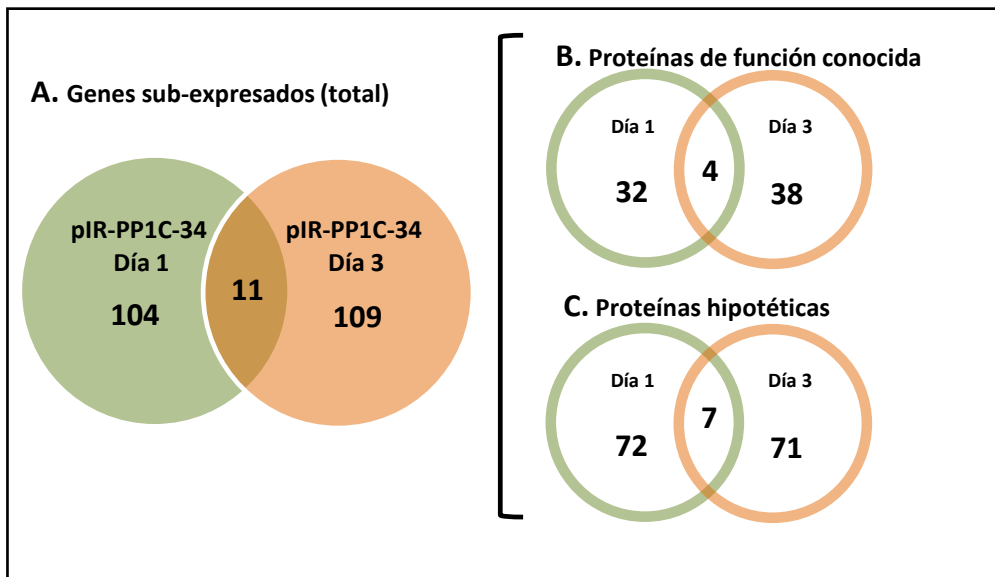 A. Genes sub-expresados (total)
pIR-PP1C-34
Día 1
104
11
pIR-PP1C-34
Día 3
109
B. Proteínas de función conocida
Día 1
32
4
Día 3
38
C. Proteínas hipotéticas
Día 1
72
7
Día 3
71